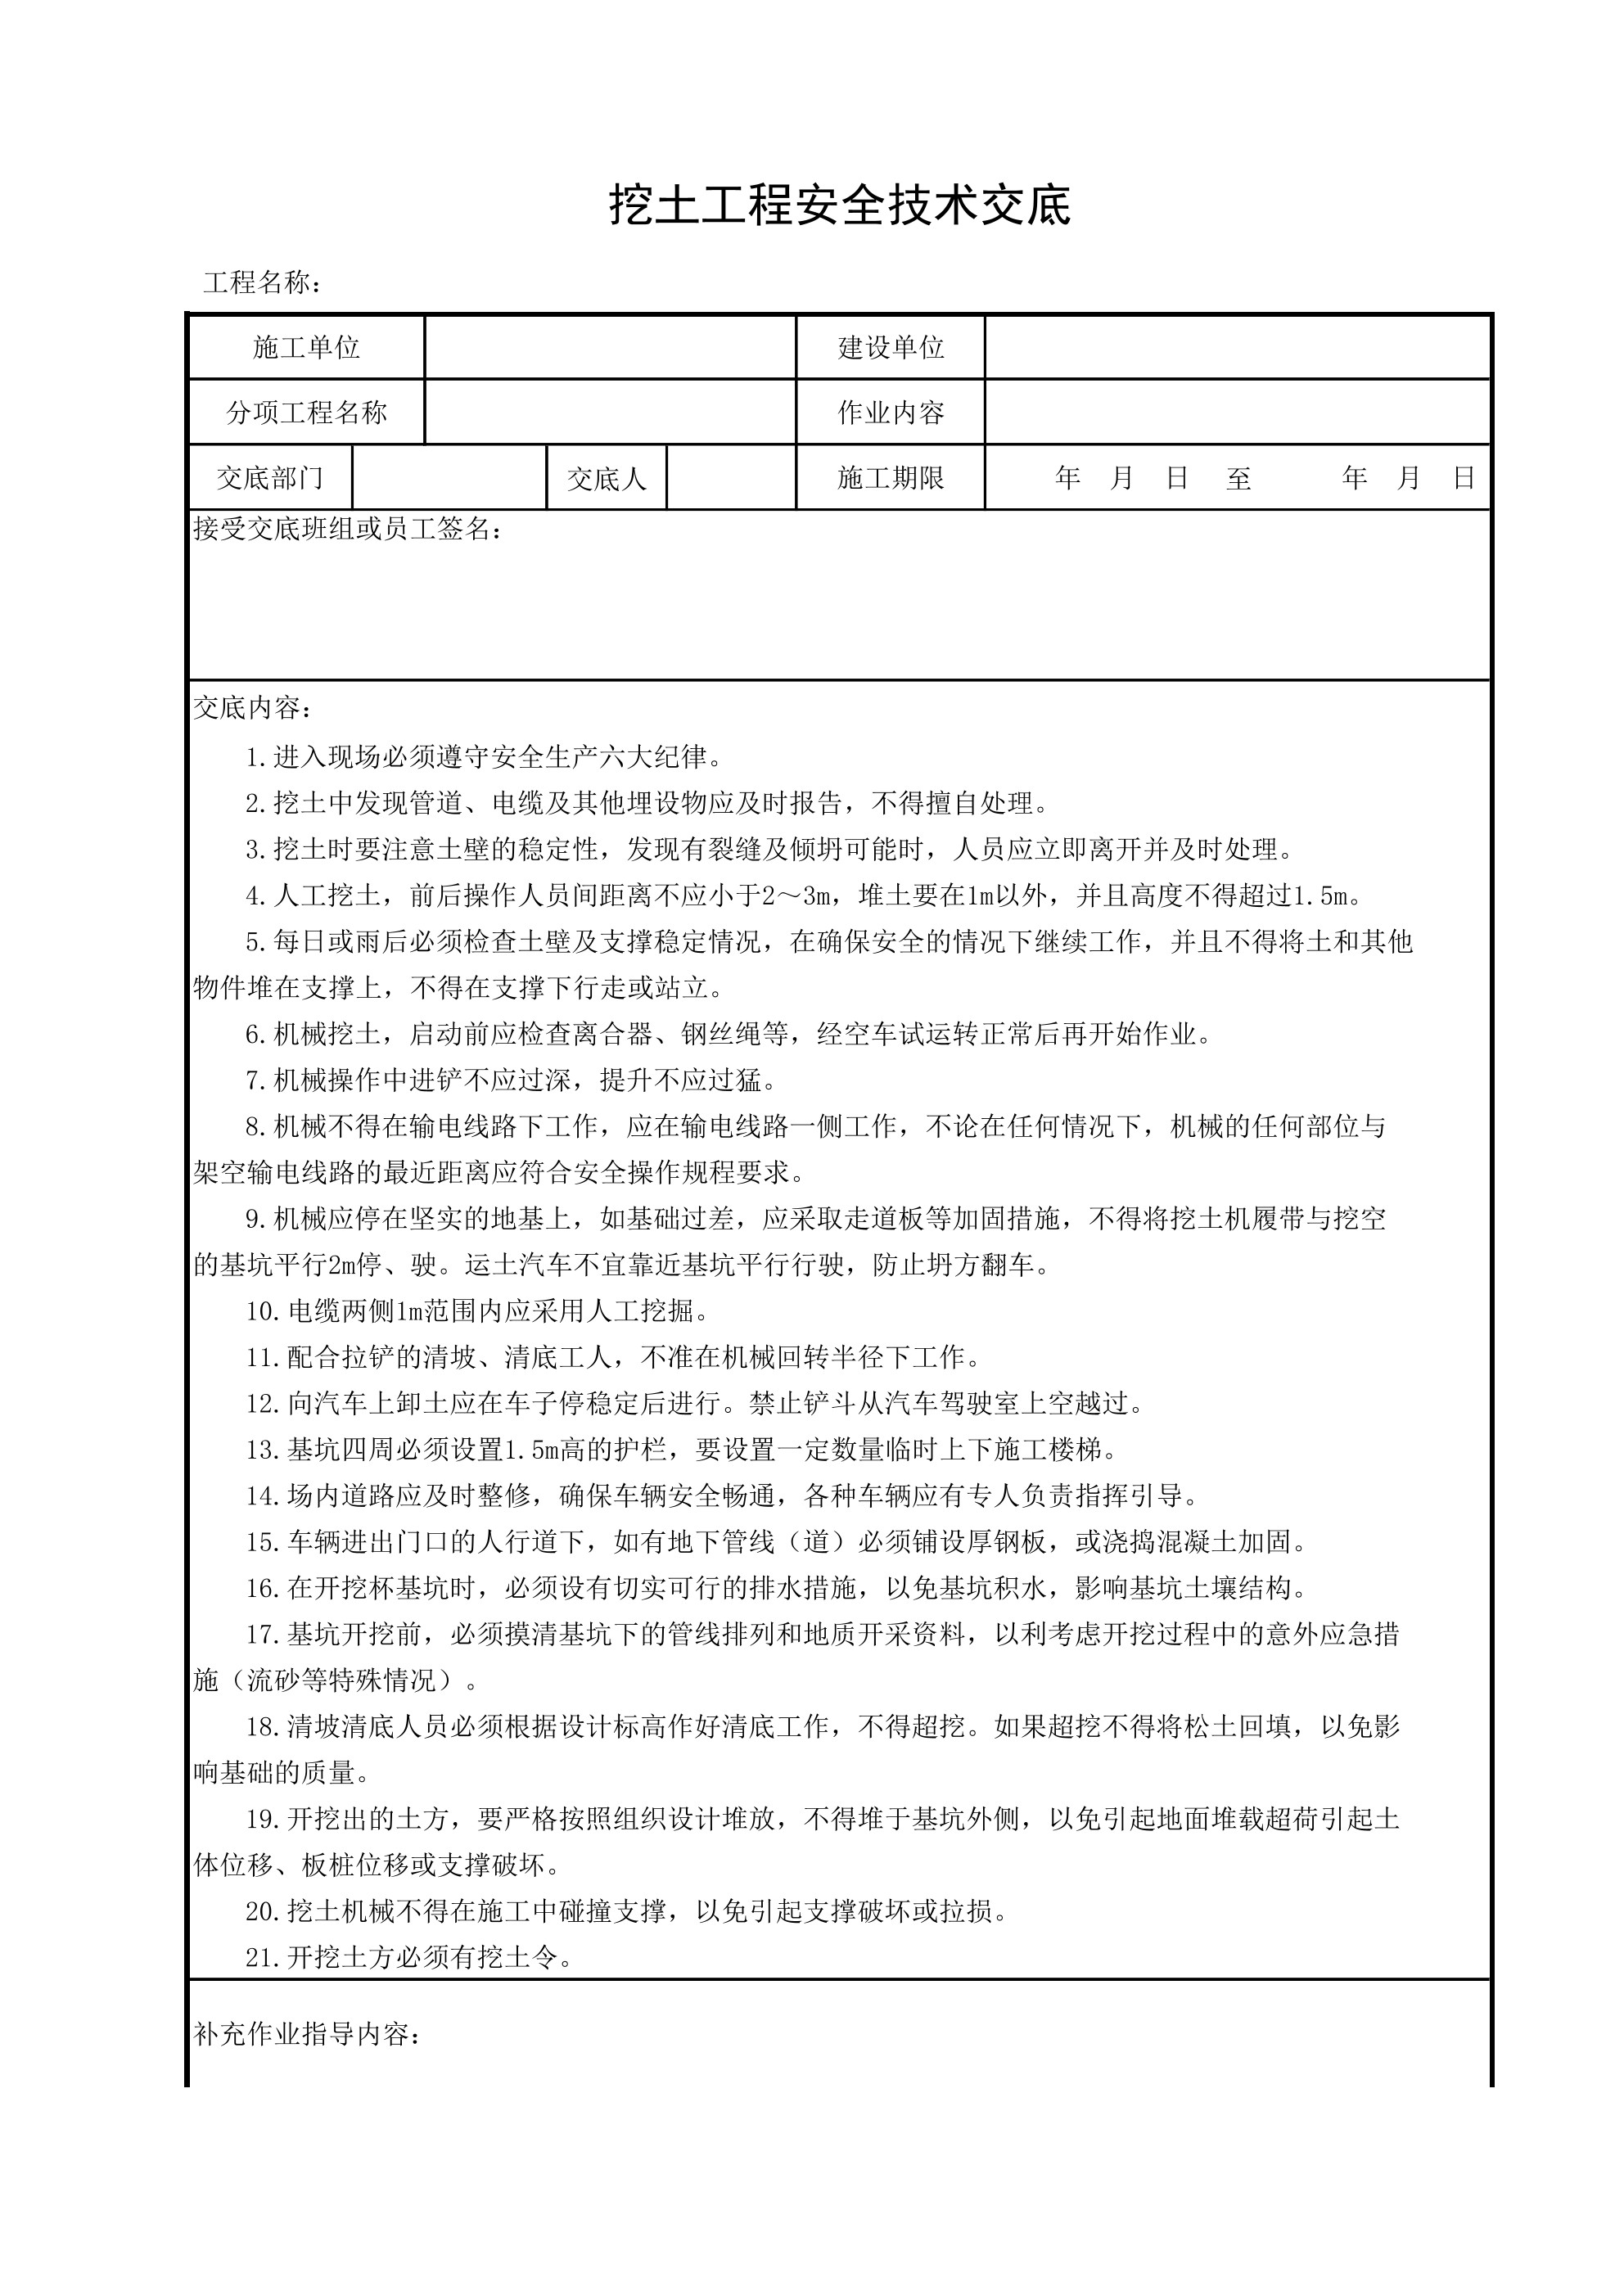 挖土工程安全技术交底
工程名称：
施工单位 建设单位
分项工程名称 作业内容
交底部门 交底人 施工期限 年 月 日 至 年 月 日
接受交底班组或员工签名：
交底内容：
1.进入现场必须遵守安全生产六大纪律。
2.挖土中发现管道、电缆及其他埋设物应及时报告，不得擅自处理。
3.挖土时要注意土壁的稳定性，发现有裂缝及倾坍可能时，人员应立即离开并及时处理。
4.人工挖土，前后操作人员间距离不应小于2～3m，堆土要在1m以外，并且高度不得超过1.5m。
5.每日或雨后必须检查土壁及支撑稳定情况，在确保安全的情况下继续工作，并且不得将土和其他
物件堆在支撑上，不得在支撑下行走或站立。
6.机械挖土，启动前应检查离合器、钢丝绳等，经空车试运转正常后再开始作业。
7.机械操作中进铲不应过深，提升不应过猛。
8.机械不得在输电线路下工作，应在输电线路一侧工作，不论在任何情况下，机械的任何部位与
架空输电线路的最近距离应符合安全操作规程要求。
9.机械应停在坚实的地基上，如基础过差，应采取走道板等加固措施，不得将挖土机履带与挖空
的基坑平行2m停、驶。运土汽车不宜靠近基坑平行行驶，防止坍方翻车。
10.电缆两侧1m范围内应采用人工挖掘。
11.配合拉铲的清坡、清底工人，不准在机械回转半径下工作。
12.向汽车上卸土应在车子停稳定后进行。禁止铲斗从汽车驾驶室上空越过。
13.基坑四周必须设置1.5m高的护栏，要设置一定数量临时上下施工楼梯。
14.场内道路应及时整修，确保车辆安全畅通，各种车辆应有专人负责指挥引导。
15.车辆进出门口的人行道下，如有地下管线（道）必须铺设厚钢板，或浇捣混凝土加固。
16.在开挖杯基坑时，必须设有切实可行的排水措施，以免基坑积水，影响基坑土壤结构。
17.基坑开挖前，必须摸清基坑下的管线排列和地质开采资料，以利考虑开挖过程中的意外应急措
施（流砂等特殊情况）。
18.清坡清底人员必须根据设计标高作好清底工作，不得超挖。如果超挖不得将松土回填，以免影
响基础的质量。
19.开挖出的土方，要严格按照组织设计堆放，不得堆于基坑外侧，以免引起地面堆载超荷引起土
体位移、板桩位移或支撑破坏。
20.挖土机械不得在施工中碰撞支撑，以免引起支撑破坏或拉损。
21.开挖土方必须有挖土令。
补充作业指导内容：